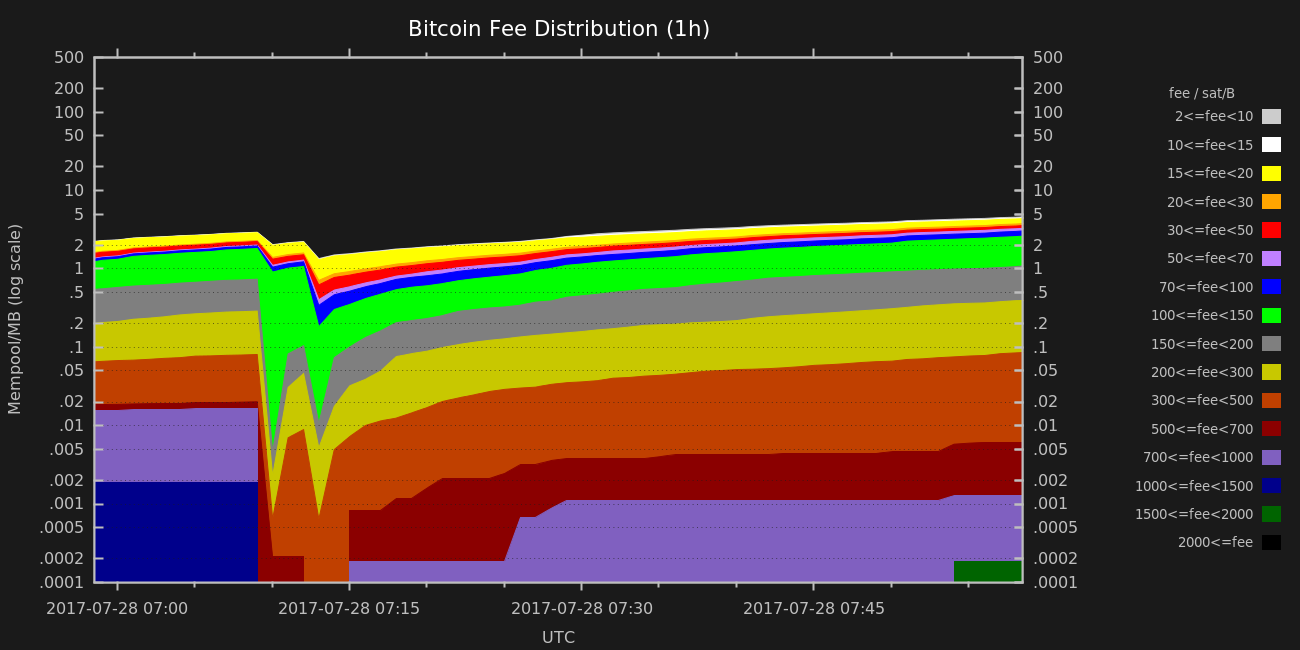 Bitcoin Fee Distribution (1h)
500 500
200 200
100 100
50 50
20 20
10 10
5 5
2 2
1 1
.5 .5
.2 .2
.1 .1
.05 .05
.02 .02
.01 .01
.005 .005
.002 .002
.001 .001
.0005 .0005
.0002 .0002
.0001 .0001
Mempool/MB (log scale)
2017-07-28 07:00 2017-07-28 07:15 2017-07-28 07:30 2017-07-28 07:45
UTC
fee / sat/B
2<=fee<10
10<=fee<15
15<=fee<20
20<=fee<30
30<=fee<50
50<=fee<70
70<=fee<100
100<=fee<150
150<=fee<200
200<=fee<300
300<=fee<500
500<=fee<700
700<=fee<1000
1000<=fee<1500
1500<=fee<2000
2000<=fee